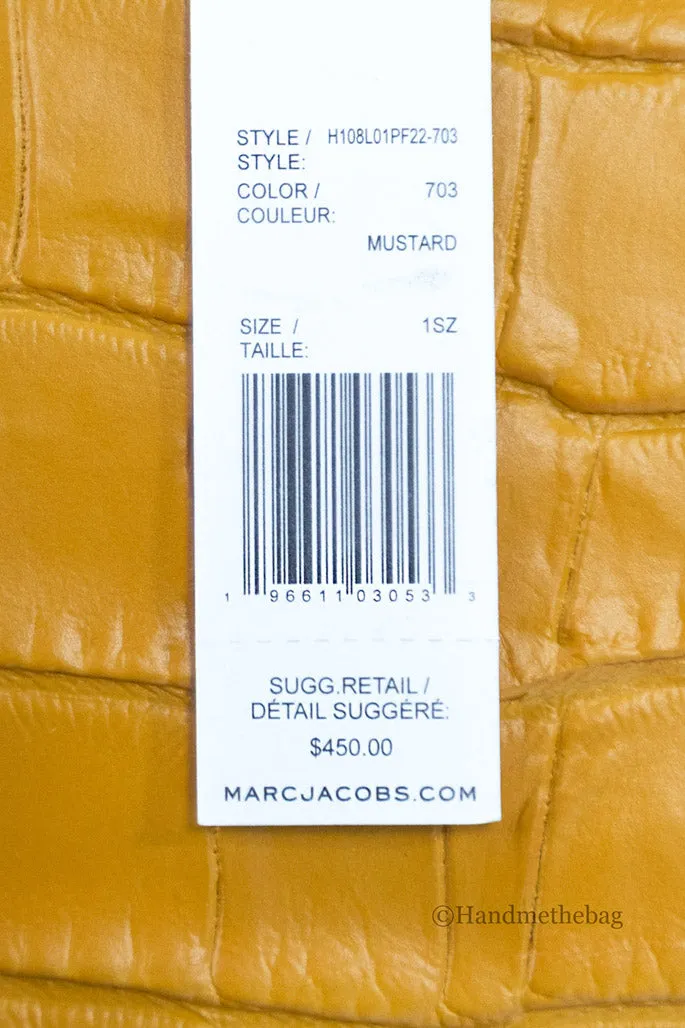 STYLE / H108L01PF22-703
STYLE:
COLOR / 703
COULEUR:
MUSTARD
SIZE / 1SZ
TAILLE:
1 96611 03053 3
SUGG.RETAIL /
DÉTAIL SUGGÉRÉ:
$450.00
MARCJACOBS.COM
©Handmethebag